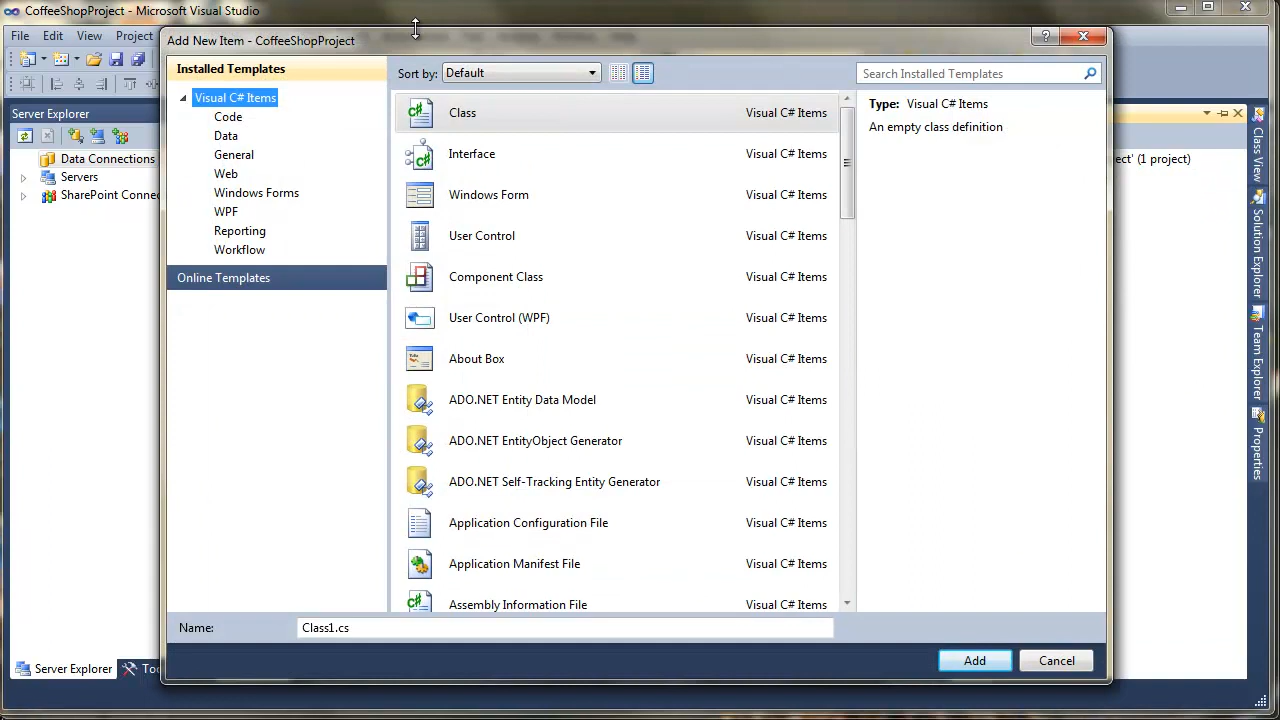 CoffeeShopProject - Microsoft Visual Studio
File Edit View Project
Add New Item - CoffeeShopProject
Installed Templates
Sort by: Default
Search Installed Templates
Visual C# Items
Code
Data
General
Web
Windows Forms
WPF
Reporting
Workflow
Online Templates
Class Visual C# Items
Interface Visual C# Items
Windows Form Visual C# Items
User Control Visual C# Items
Component Class Visual C# Items
User Control (WPF) Visual C# Items
About Box Visual C# Items
ADO.NET Entity Data Model Visual C# Items
ADO.NET EntityObject Generator Visual C# Items
ADO.NET Self-Tracking Entity Generator Visual C# Items
Application Configuration File Visual C# Items
Application Manifest File Visual C# Items
Assembly Information File Visual C# Items
Type: Visual C# Items
An empty class definition
Name: Class1.cs
Add Cancel
Server Explorer
Data Connections
Servers
SharePoint Connec
Server Explorer Too
ect' (1 project)
Class View
Solution Explorer
Team Explorer
Properties